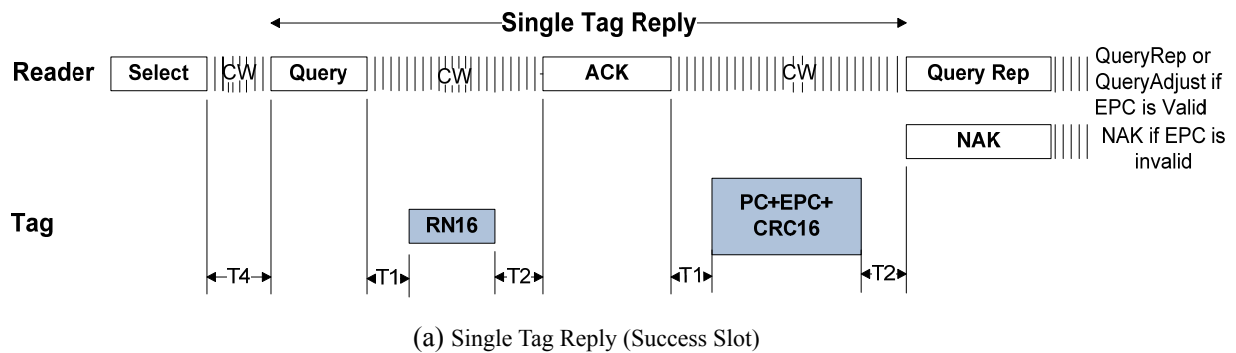 Single Tag Reply
Reader
Select
CW
Query
CW
ACK
CW
Query Rep
QueryRep or
QueryAdjust if
EPC is Valid
NAK
NAK if EPC is
invalid
Tag
RN16
PC+EPC+
CRC16
T4
T1
T2
T1
T2
(a) Single Tag Reply (Success Slot)